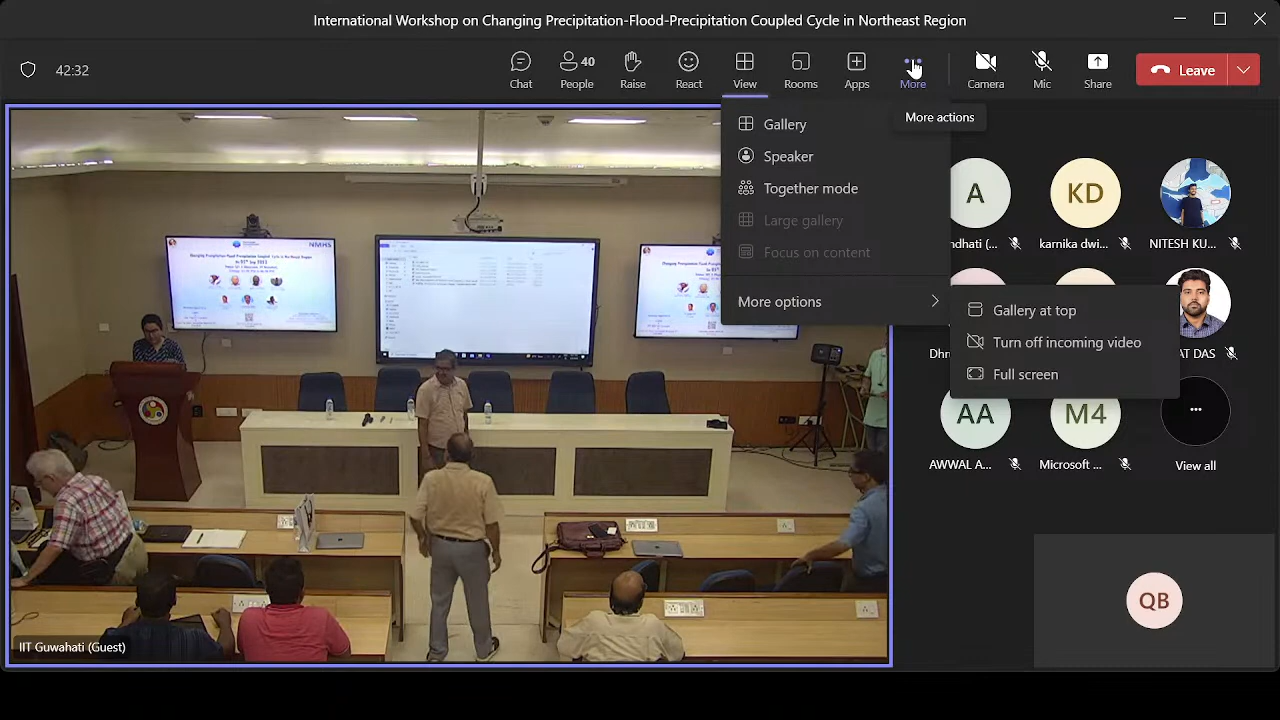 International Workshop on Changing Precipitation-Flood-Precipitation Coupled Cycle in Northeast Region
42:32
Chat
People
40
Raise
React
View
Rooms
Apps
More
Camera
Mic
Share
Leave
More actions
Gallery
Speaker
Together mode
Large gallery
Focus on content
More options
Gallery at top
Turn off incoming video
Full screen
NMHS
A
KD
dhati (...
karnika dwi...
NITESH KU...
AT DAS
AA
M4
...
AWWAL A...
Microsoft ...
View all
QB
IIT Guwahati (Guest)